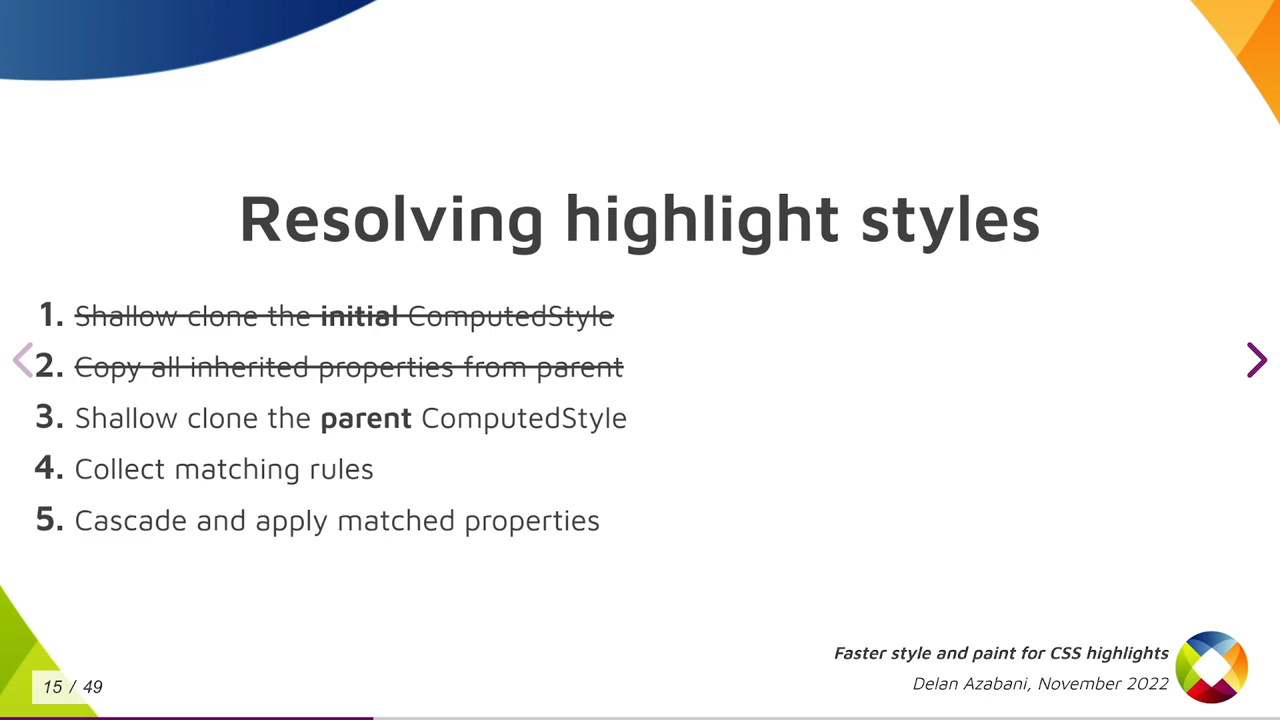 Resolving highlight styles
1. Shallow clone the initial ComputedStyle
2. Copy all inherited properties from parent
3. Shallow clone the parent ComputedStyle
4. Collect matching rules
5. Cascade and apply matched properties
Faster style and paint for CSS highlights
Delan Azabani, November 2022
15 / 49